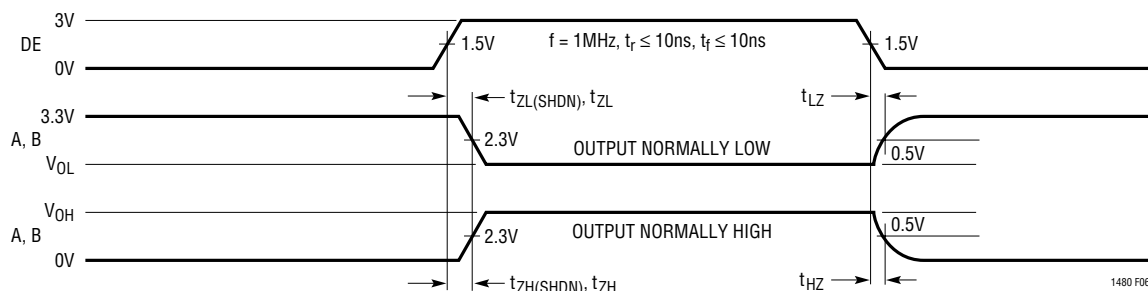 3V
DE
1.5V
f = 1MHz, tr ≤ 10ns, tf ≤ 10ns
1.5V
0V
tZL(SHDN), tZL
tLZ
3.3V
A, B
2.3V
OUTPUT NORMALLY LOW
0.5V
VOL
VOH
A, B
2.3V
OUTPUT NORMALLY HIGH
0.5V
0V
tZH(SHDN), tZH
tHZ
1480 F06